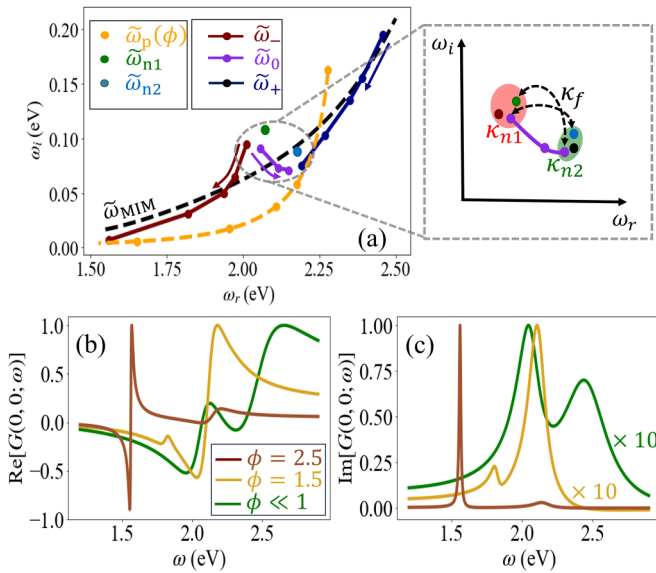 ω̃p(ϕ)
ω̃n1
ω̃n2
ω̃−
ω̃0
ω̃+
0.20
0.15
0.10
0.05
0.00
ωi (eV)
ω̃MIM
(a)
1.50
1.75
2.00
2.25
2.50
ωr (eV)
ωi
κf
κn1
κn2
ωr
(b)
1.0
0.5
0.0
−0.5
−1.0
Re[G(0, 0; ω)]
ϕ = 2.5
ϕ = 1.5
ϕ ≪ 1
1.5
2.0
2.5
ω (eV)
(c)
1.00
0.75
0.50
0.25
0.00
Im[G(0, 0; ω)]
× 10
× 10
1.5
2.0
2.5
ω (eV)